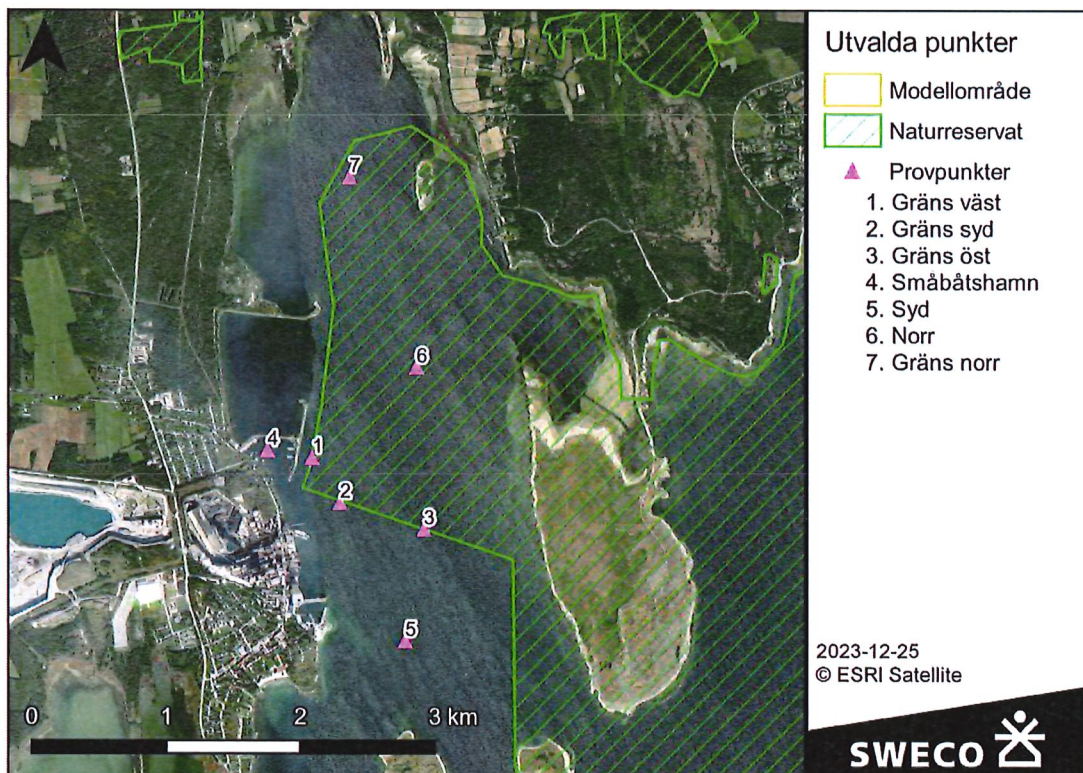 7
6
4
1
2
3
5
0 1 2 3 km
Utvalda punkter
Modellområde
Naturreservat
Provpunkter
1. Gräns väst
2. Gräns syd
3. Gräns öst
4. Småbåtshamn
5. Syd
6. Norr
7. Gräns norr
2023-12-25
© ESRI Satellite
SWECO